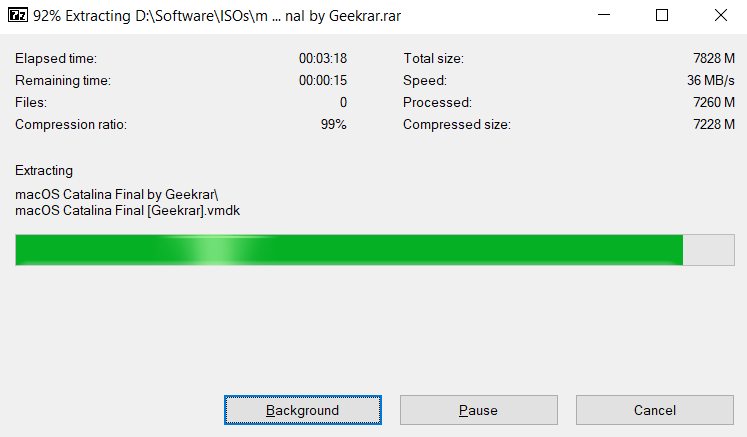 7z 92% Extracting D:\Software\ISOs\m ... nal by Geekrar.rar
Elapsed time: 00:03:18 Total size: 7828 M
Remaining time: 00:00:15 Speed: 36 MB/s
Files: 0 Processed: 7260 M
Compression ratio: 99% Compressed size: 7228 M
Extracting
macOS Catalina Final by Geekrar\
macOS Catalina Final [Geekrar].vmdk
Background Pause Cancel